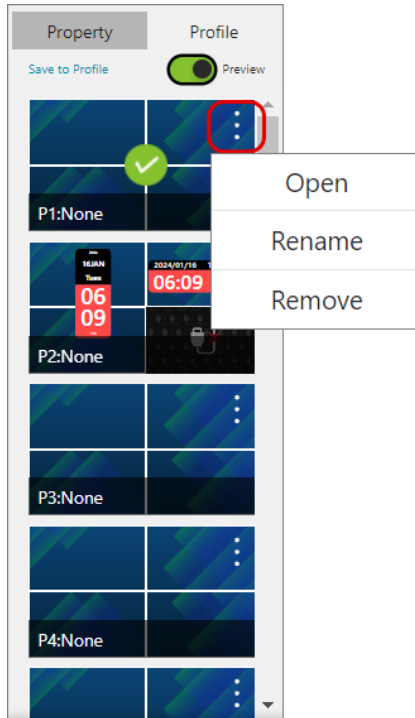 Property Profile
Save to Profile Preview
P1:None
Open
Rename
Remove
16JAN
Tues
06
09
2024/01/16
06:09
P2:None
P3:None
P4:None